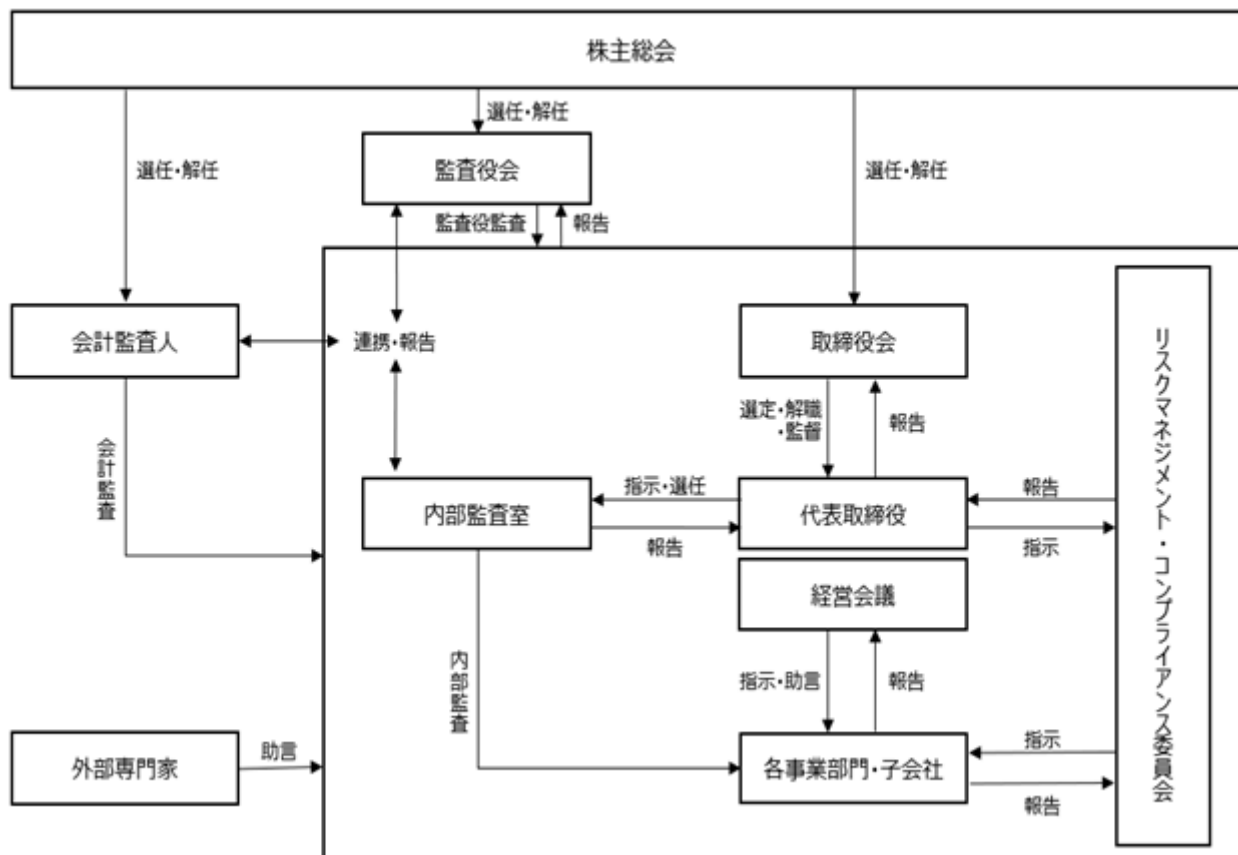 株主総会
選任・解任
監査役会
選任・解任
選任・解任
監査役監査
報告
会計監査人
連携・報告
取締役会
選定・解職
・監督
報告
会計監査
指示・選任
報告
内部監査室
代表取締役
報告
指示
経営会議
内部監査
指示・助言
報告
外部専門家
助言
各事業部門・子会社
指示
報告
リスクマネジメント・コンプライアンス委員会